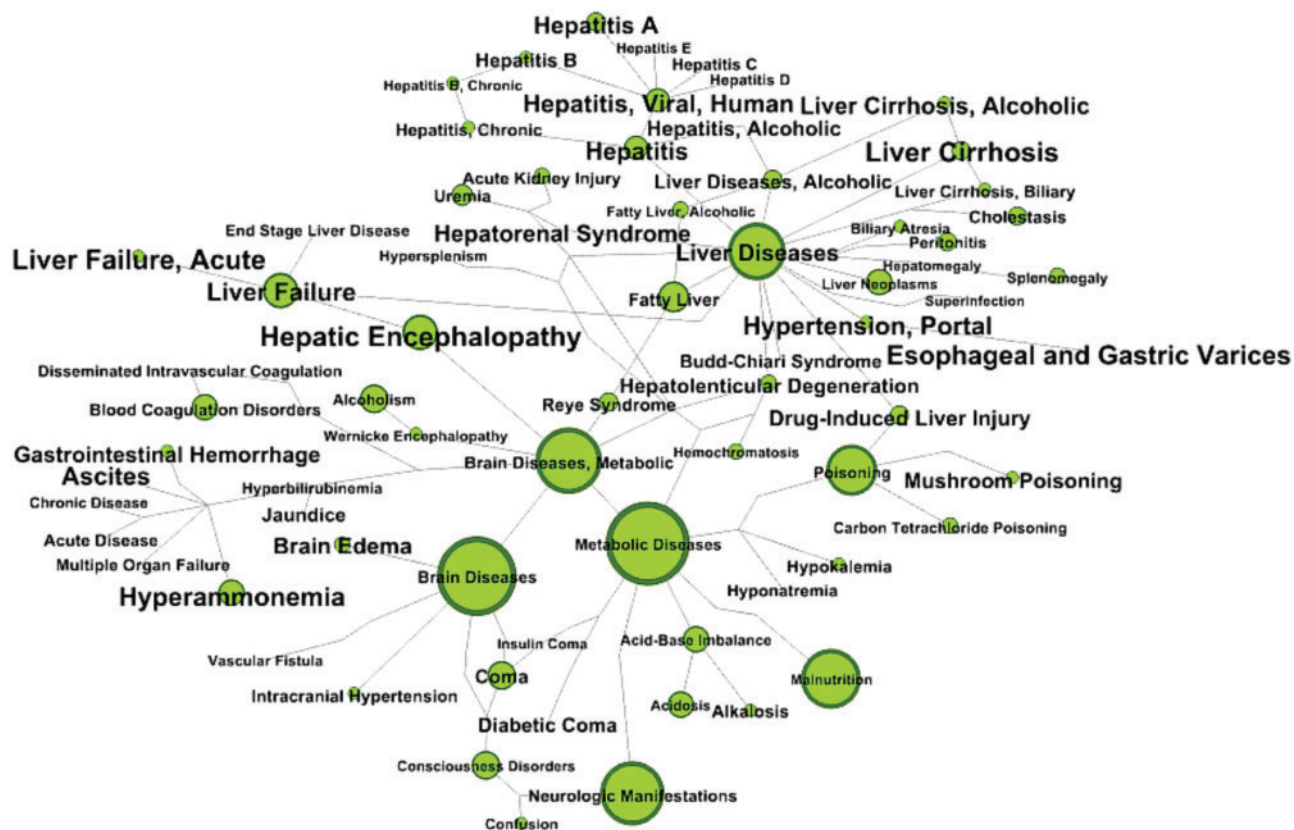 Hepatitis A
Hepatitis E
Hepatitis B
Hepatitis C
Hepatitis D
Hepatitis B, Chronic
Hepatitis, Viral, Human
Liver Cirrhosis, Alcoholic
Hepatitis, Chronic
Hepatitis, Alcoholic
Hepatitis
Liver Cirrhosis
Acute Kidney Injury
Liver Diseases, Alcoholic
Uremia
Liver Cirrhosis, Biliary
Fatty Liver, Alcoholic
Cholestasis
End Stage Liver Disease
Hepatorenal Syndrome
Biliary Atresia
Peritonitis
Liver Failure, Acute
Hypersplenism
Liver Diseases
Hepatomegaly
Splenomegaly
Liver Neoplasms
Liver Failure
Fatty Liver
Superinfection
Hypertension, Portal
Hepatic Encephalopathy
Esophageal and Gastric Varices
Budd-Chiari Syndrome
Disseminated Intravascular Coagulation
Hepatolenticular Degeneration
Alcoholism
Reye Syndrome
Blood Coagulation Disorders
Drug-Induced Liver Injury
Wernicke Encephalopathy
Gastrointestinal Hemorrhage
Hemochromatosis
Brain Diseases, Metabolic
Poisoning
Ascites
Mushroom Poisoning
Hyperbilirubinemia
Chronic Disease
Jaundice
Carbon Tetrachloride Poisoning
Acute Disease
Brain Edema
Metabolic Diseases
Multiple Organ Failure
Hypokalemia
Brain Diseases
Hyponatremia
Hyperammonemia
Acid-Base Imbalance
Insulin Coma
Vascular Fistula
Coma
Malnutrition
Intracranial Hypertension
Acidosis
Alkalosis
Diabetic Coma
Consciousness Disorders
Neurologic Manifestations
Confusion